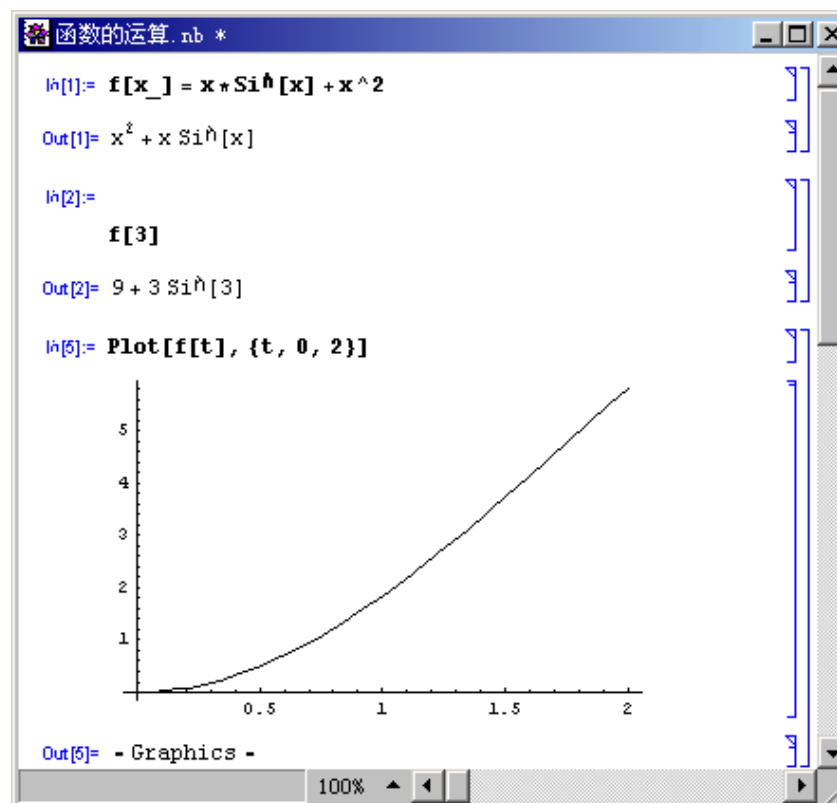 函数的运算.nb *
In[1]:= f[x_] = x*Sin[x] + x^2
Out[1]= x² + x Sin[x]
In[2]:=
f[3]
Out[2]= 9 + 3 Sin[3]
In[5]:= Plot[f[t], {t, 0, 2}]
5
4
3
2
1
0.5 1 1.5 2
Out[5]= - Graphics -
100%